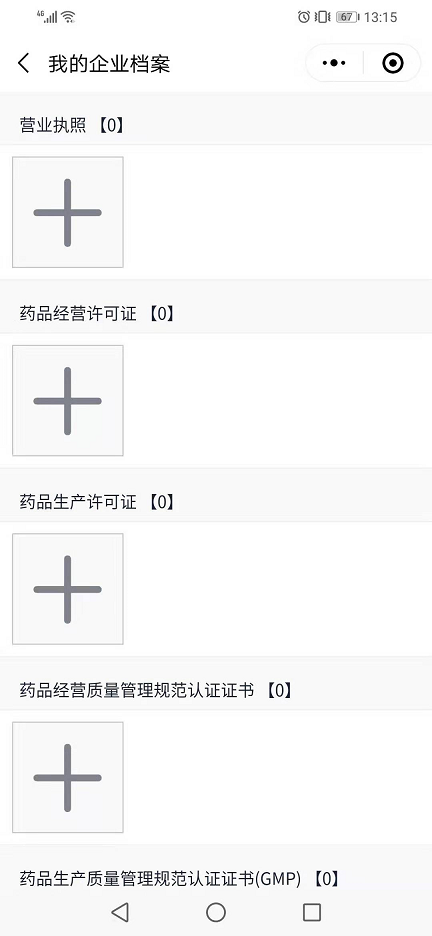 4G 67 13:15
我的企业档案
营业执照 【0】
药品经营许可证 【0】
药品生产许可证 【0】
药品经营质量管理规范认证证书 【0】
药品生产质量管理规范认证证书(GMP) 【0】